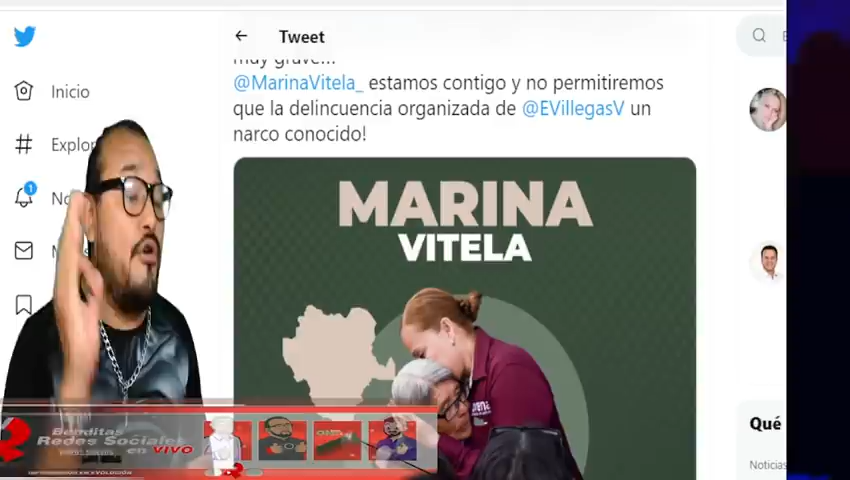 Tweet
muy grave...
@MarinaVitela_ estamos contigo y no permitiremos
que la delincuencia organizada de @EVillegasV un
narco conocido!
Inicio
Explor
1
No
MARINA
VITELA
Benditas
Redes Sociales
en VIVO
Qué
Noticias